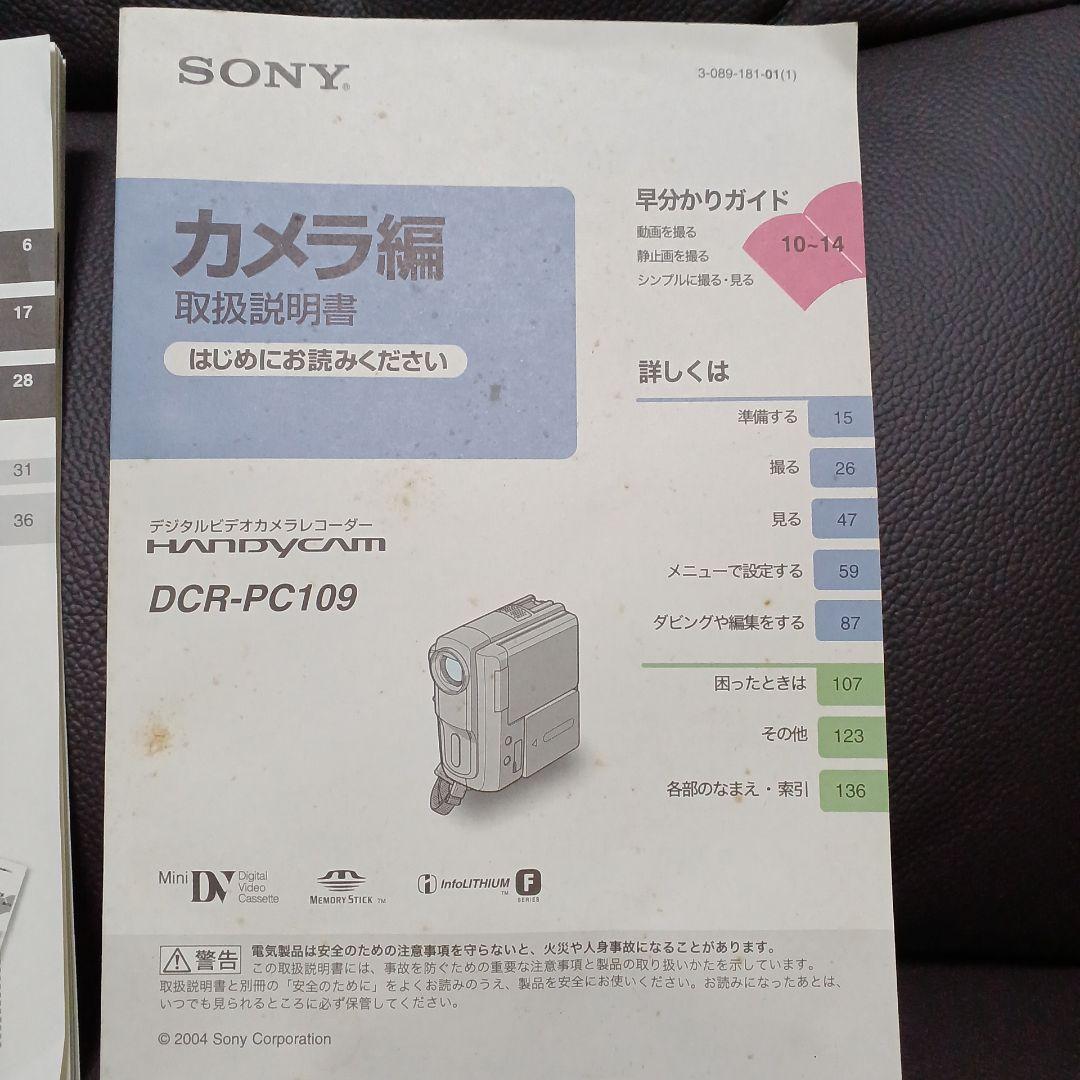 SONY®
3-089-181-01(1)
カメラ編
取扱説明書
はじめにお読みください
早分かりガイド
動画を撮る
静止画を撮る
シンプルに撮る・見る
10~14
詳しくは
準備する 15
撮る 26
見る 47
メニューで設定する 59
ダビングや編集をする 87
困ったときは 107
その他 123
各部のなまえ・索引 136
デジタルビデオカメラレコーダー
HANDYCAM
DCR-PC109
Mini DV Digital Video Cassette
MEMORY STICK TM
InfoLITHIUM TM F SERIES
警告 電気製品は安全のための注意事項を守らないと、火災や人身事故になることがあります。
この取扱説明書には、事故を防ぐための重要な注意事項と製品の取り扱いかたを示しています。
取扱説明書と別冊の「安全のために」をよくお読みのうえ、製品を安全にお使いください。お読みになったあとは、
いつでも見られるところに必ず保管してください。
© 2004 Sony Corporation
6
17
28
31
36